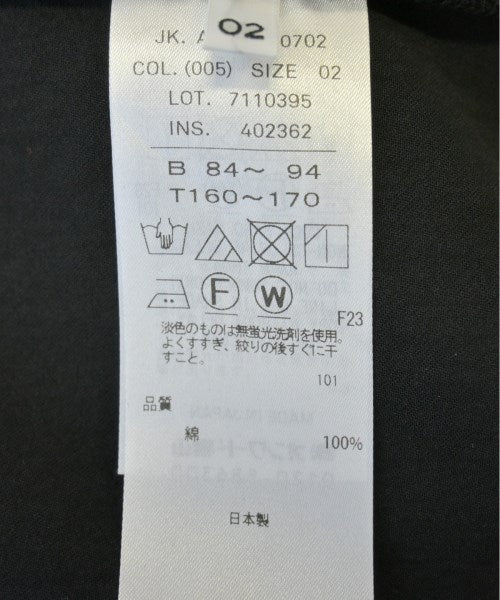 02
JK. A 0702
COL.(005) SIZE 02
LOT. 7110395
INS. 402362
B 84～ 94
T160～170
F W
F23
淡色のものは無蛍光洗剤を使用。
よくすすぎ、絞りの後すぐに干
すこと。
101
品質
綿 100%
日本製